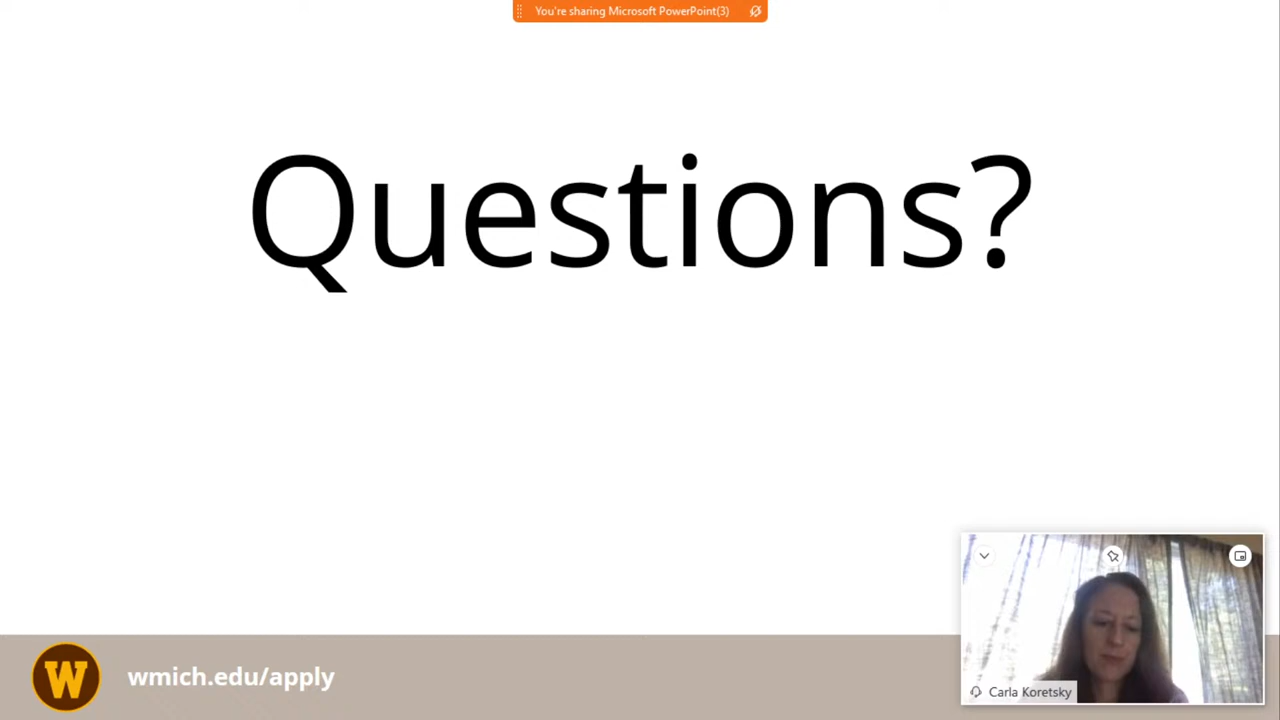 You're sharing Microsoft PowerPoint(3)
Questions?
W
wmich.edu/apply
Carla Koretsky